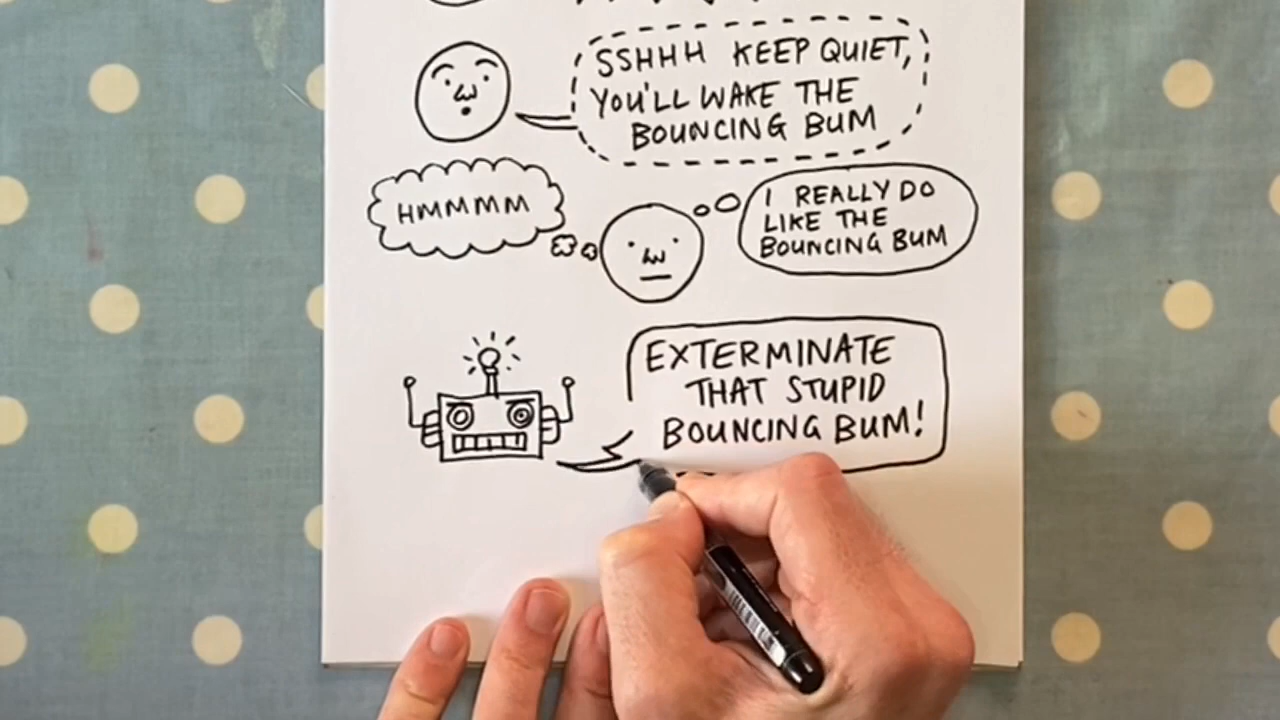 SSHHH KEEP QUIET,
YOU'LL WAKE THE
BOUNCING BUM
HMMMM
I REALLY DO
LIKE THE
BOUNCING BUM
EXTERMINATE
THAT STUPID
BOUNCING BUM!